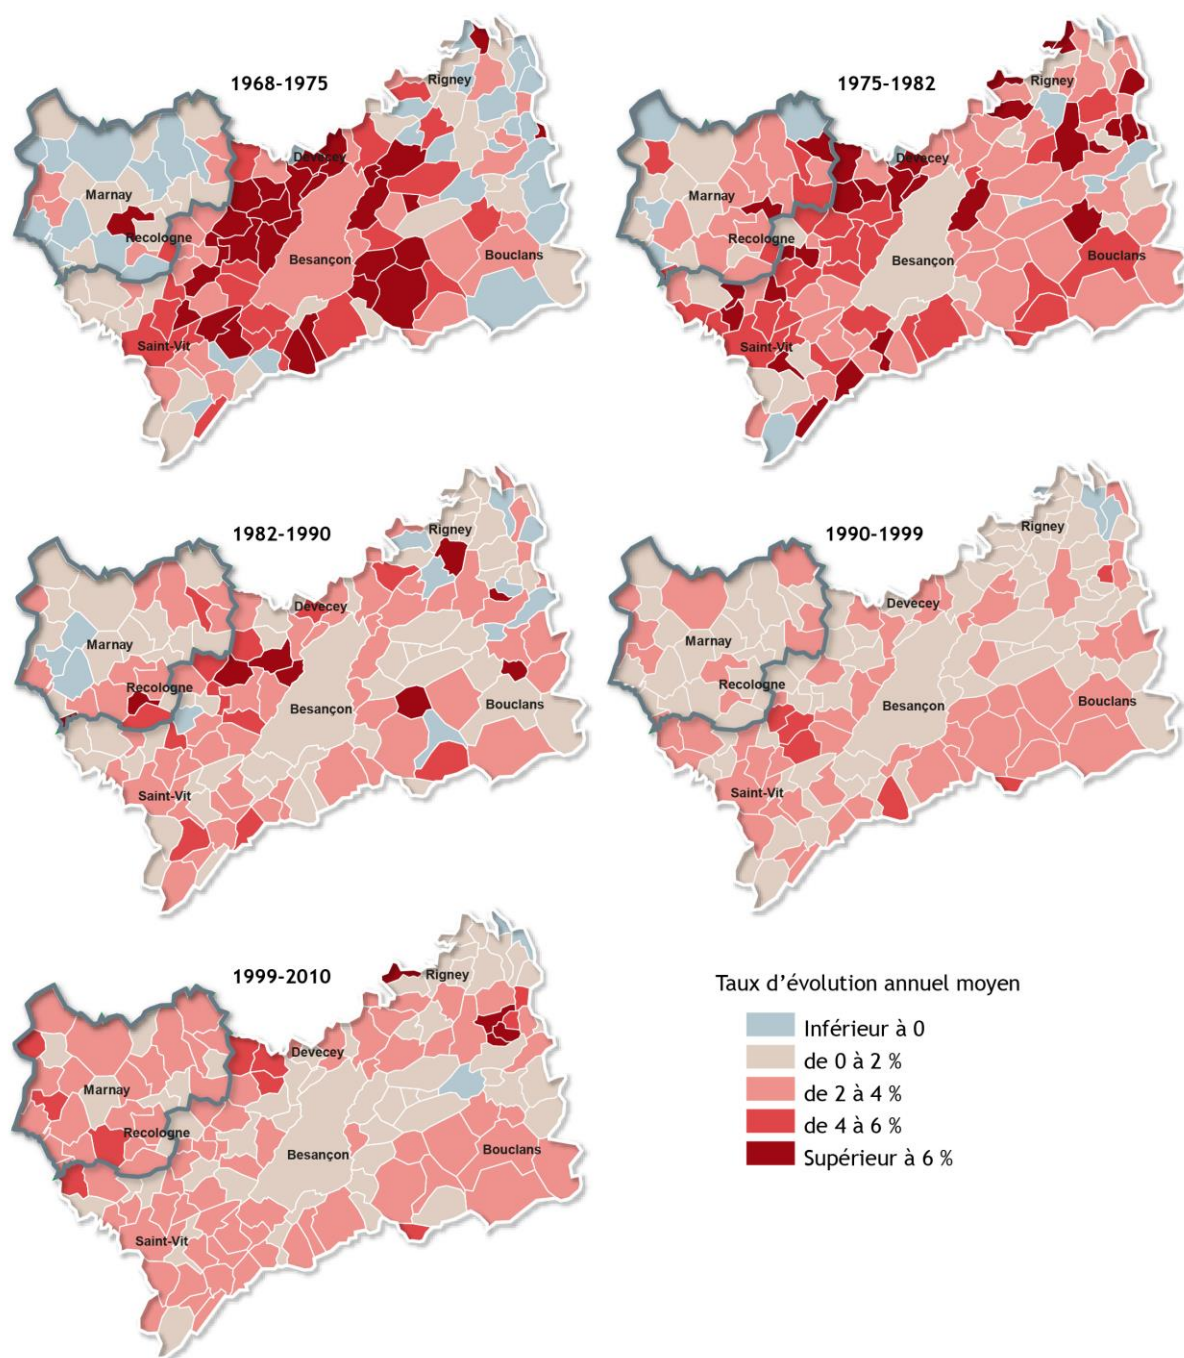 1968-1975
Rigney
Devecey
Marnay
Recologne
Besançon
Bouclans
Saint-Vit
1975-1982
Rigney
Devecey
Marnay
Recologne
Besançon
Bouclans
Saint-Vit
1982-1990
Rigney
Devecey
Marnay
Recologne
Besançon
Bouclans
Saint-Vit
1990-1999
Rigney
Devecey
Marnay
Recologne
Besançon
Bouclans
Saint-Vit
1999-2010
Rigney
Devecey
Marnay
Recologne
Besançon
Bouclans
Saint-Vit
Taux d'évolution annuel moyen
Inférieur à 0
de 0 à 2 %
de 2 à 4 %
de 4 à 6 %
Supérieur à 6 %